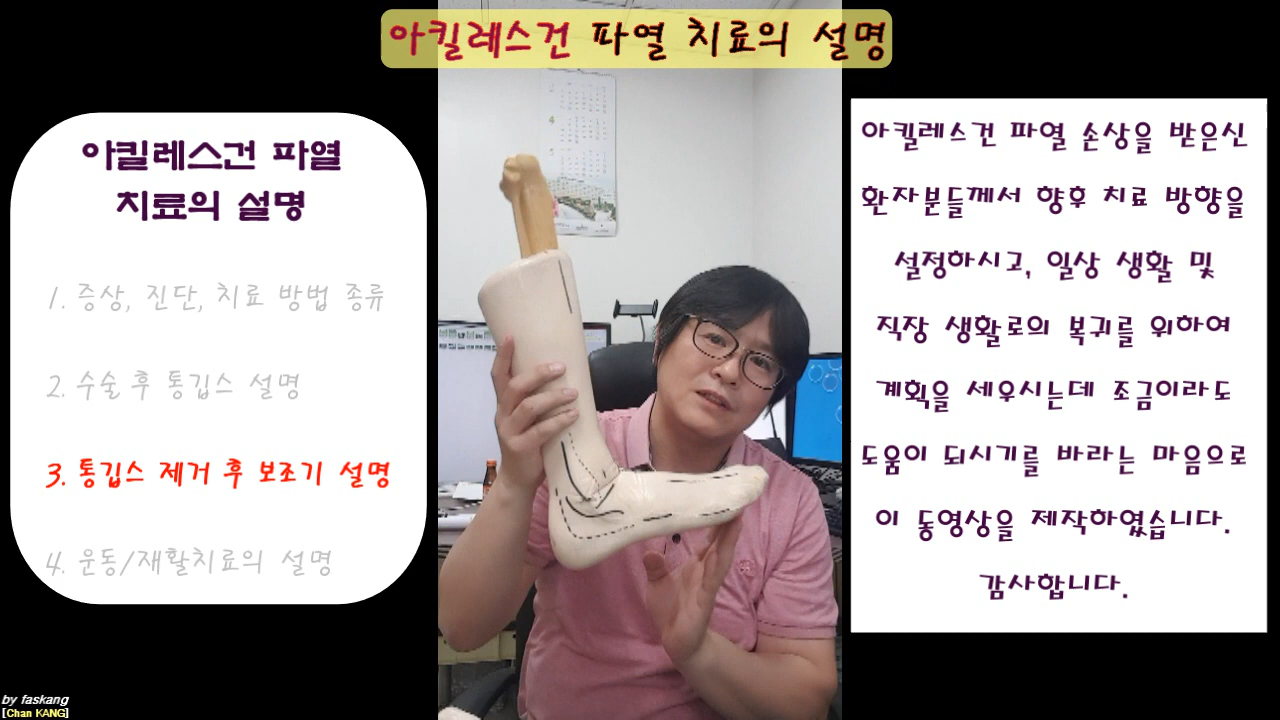 아킬레스건 파열 치료의 설명
아킬레스건 파열
치료의 설명
1. 증상, 진단, 치료 방법 종류
2. 수술 후 통깁스 설명
3. 통깁스 제거 후 보조기 설명
4. 운동/재활치료의 설명
아킬레스건 파열 손상을 받은신
환자분들께서 향후 치료 방향을
설정하시고, 일상 생활 및
직장 생활로의 복귀를 위하여
계획을 세우시는데 조금이라도
도움이 되시기를 바라는 마음으로
이 동영상을 제작하였습니다.
감사합니다.
by faskang
[Chan KANG]